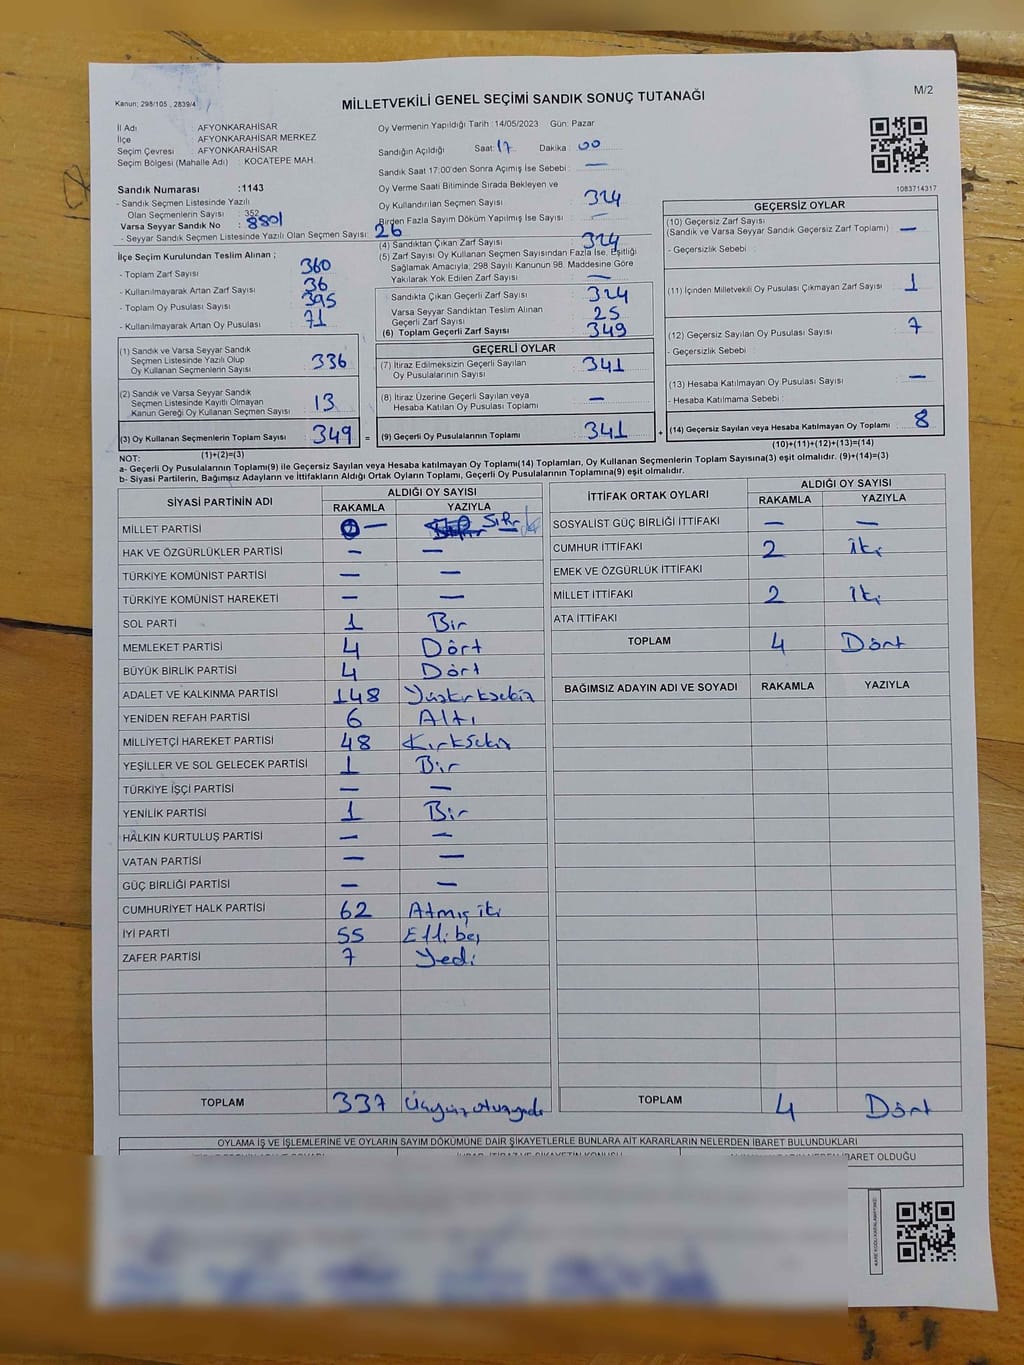 Kanun; 298/105 , 2839/4
MİLLETVEKİLİ GENEL SEÇİMİ SANDIK SONUÇ TUTANAĞI
M/2
İl Adı : AFYONKARAHİSAR
İlçe : AFYONKARAHİSAR MERKEZ
Seçim Çevresi : AFYONKARAHİSAR
Seçim Bölgesi (Mahalle Adı) : KOCATEPE MAH.
Sandık Numarası :1143
- Sandık Seçmen Listesinde Yazılı
Olan Seçmenlerin Sayısı : 352
Varsa Seyyar Sandık No : 8801
- Seyyar Sandık Seçmen Listesinde Yazılı Olan Seçmen Sayısı: 26
İlçe Seçim Kurulundan Teslim Alınan ;
- Toplam Zarf Sayısı : 360
- Kullanılmayarak Artan Zarf Sayısı : 36
- Toplam Oy Pusulası Sayısı : 395
- Kullanılmayarak Artan Oy Pusulası : 71
Oy Vermenin Yapıldığı Tarih :14/05/2023 Gün: Pazar
Sandığın Açıldığı Saat: 17 Dakika : 00
Sandık Saat 17:00'den Sonra Açımış İse Sebebi : —
Oy Verme Saati Bitiminde Sırada Bekleyen ve
Oy Kullandırılan Seçmen Sayısı : 324
Birden Fazla Sayım Döküm Yapılmış İse Sayısı : —
(4) Sandıktan Çıkan Zarf Sayısı : 324
(5) Zarf Sayısı Oy Kullanan Seçmen Sayısından Fazla İse, Eşitliği
Sağlamak Amacıyla; 298 Sayılı Kanunun 98. Maddesine Göre
Yakılarak Yok Edilen Zarf Sayısı : —
Sandıkta Çıkan Geçerli Zarf Sayısı : 324
Varsa Seyyar Sandıktan Teslim Alınan
Geçerli Zarf Sayısı : 25
(6) Toplam Geçerli Zarf Sayısı : 349
1083714317
GEÇERSİZ OYLAR
(10) Geçersiz Zarf Sayısı
(Sandık ve Varsa Seyyar Sandık Geçersiz Zarf Toplamı) : —
- Geçersizlik Sebebi :
(11) İçinden Milletvekili Oy Pusulası Çıkmayan Zarf Sayısı : 1
(12) Geçersiz Sayılan Oy Pusulası Sayısı : 7
- Geçersizlik Sebebi :
(13) Hesaba Katılmayan Oy Pusulası Sayısı : —
- Hesaba Katılmama Sebebi :
(14) Geçersiz Sayılan veya Hesaba Katılmayan Oy Toplamı : 8
(10)+(11)+(12)+(13)=(14)
(1) Sandık ve Varsa Seyyar Sandık
Seçmen Listesinde Yazılı Olup
Oy Kullanan Seçmenlerin Sayısı : 336
(2) Sandık ve Varsa Seyyar Sandık
Seçmen Listesinde Kayıtlı Olmayan
Kanun Gereği Oy Kullanan Seçmen Sayısı : 13
(3) Oy Kullanan Seçmenlerin Toplam Sayısı : 349 =
(1)+(2)=(3)
GEÇERLİ OYLAR
(7) İtiraz Edilmeksizin Geçerli Sayılan
Oy Pusulalarının Sayısı : 341
(8) İtiraz Üzerine Geçerli Sayılan veya
Hesaba Katılan Oy Pusulası Toplamı : —
(9) Geçerli Oy Pusulalarının Toplamı : 341 +
NOT:
a- Geçerli Oy Pusulalarının Toplamı(9) ile Geçersiz Sayılan veya Hesaba katılmayan Oy Toplamı(14) Toplamları, Oy Kullanan Seçmenlerin Toplam Sayısına(3) eşit olmalıdır. (9)+(14)=(3)
b- Siyasi Partilerin, Bağımsız Adayların ve İttifakların Aldığı Ortak Oyların Toplamı, Geçerli Oy Pusulalarının Toplamına(9) eşit olmalıdır.
SİYASİ PARTİNİN ADI ALDIĞI OY SAYISI
RAKAMLA YAZIYLA
MİLLET PARTİSİ — Sıfır
HAK VE ÖZGÜRLÜKLER PARTİSİ — —
TÜRKİYE KOMÜNİST PARTİSİ — —
TÜRKİYE KOMÜNİST HAREKETİ — —
SOL PARTİ 1 Bir
MEMLEKET PARTİSİ 4 Dört
BÜYÜK BİRLİK PARTİSİ 4 Dört
ADALET VE KALKINMA PARTİSİ 148 Yüzkırksekiz
YENİDEN REFAH PARTİSİ 6 Altı
MİLLİYETÇİ HAREKET PARTİSİ 48 Kırksekiz
YEŞİLLER VE SOL GELECEK PARTİSİ 1 Bir
TÜRKİYE İŞÇİ PARTİSİ — —
YENİLİK PARTİSİ 1 Bir
HALKIN KURTULUŞ PARTİSİ — —
VATAN PARTİSİ — —
GÜÇ BİRLİĞİ PARTİSİ — —
CUMHURİYET HALK PARTİSİ 62 Atmış iki
İYİ PARTİ 55 Elli beş
ZAFER PARTİSİ 7 Yedi
TOPLAM 337 Üçyüzotuzyedi
İTTİFAK ORTAK OYLARI ALDIĞI OY SAYISI
RAKAMLA YAZIYLA
SOSYALİST GÜÇ BİRLİĞİ İTTİFAKI — —
CUMHUR İTTİFAKI 2 İki
EMEK VE ÖZGÜRLÜK İTTİFAKI
MİLLET İTTİFAKI 2 İki
ATA İTTİFAKI
TOPLAM 4 Dört
BAĞIMSIZ ADAYIN ADI VE SOYADI RAKAMLA YAZIYLA
TOPLAM 4 Dört
OYLAMA İŞ VE İŞLEMLERİNE VE OYLARIN SAYIM DÖKÜMÜNE DAİR ŞİKAYETLERLE BUNLARA AİT KARARLARIN NELERDEN İBARET BULUNDUKLARI
İBARET OLDUĞU